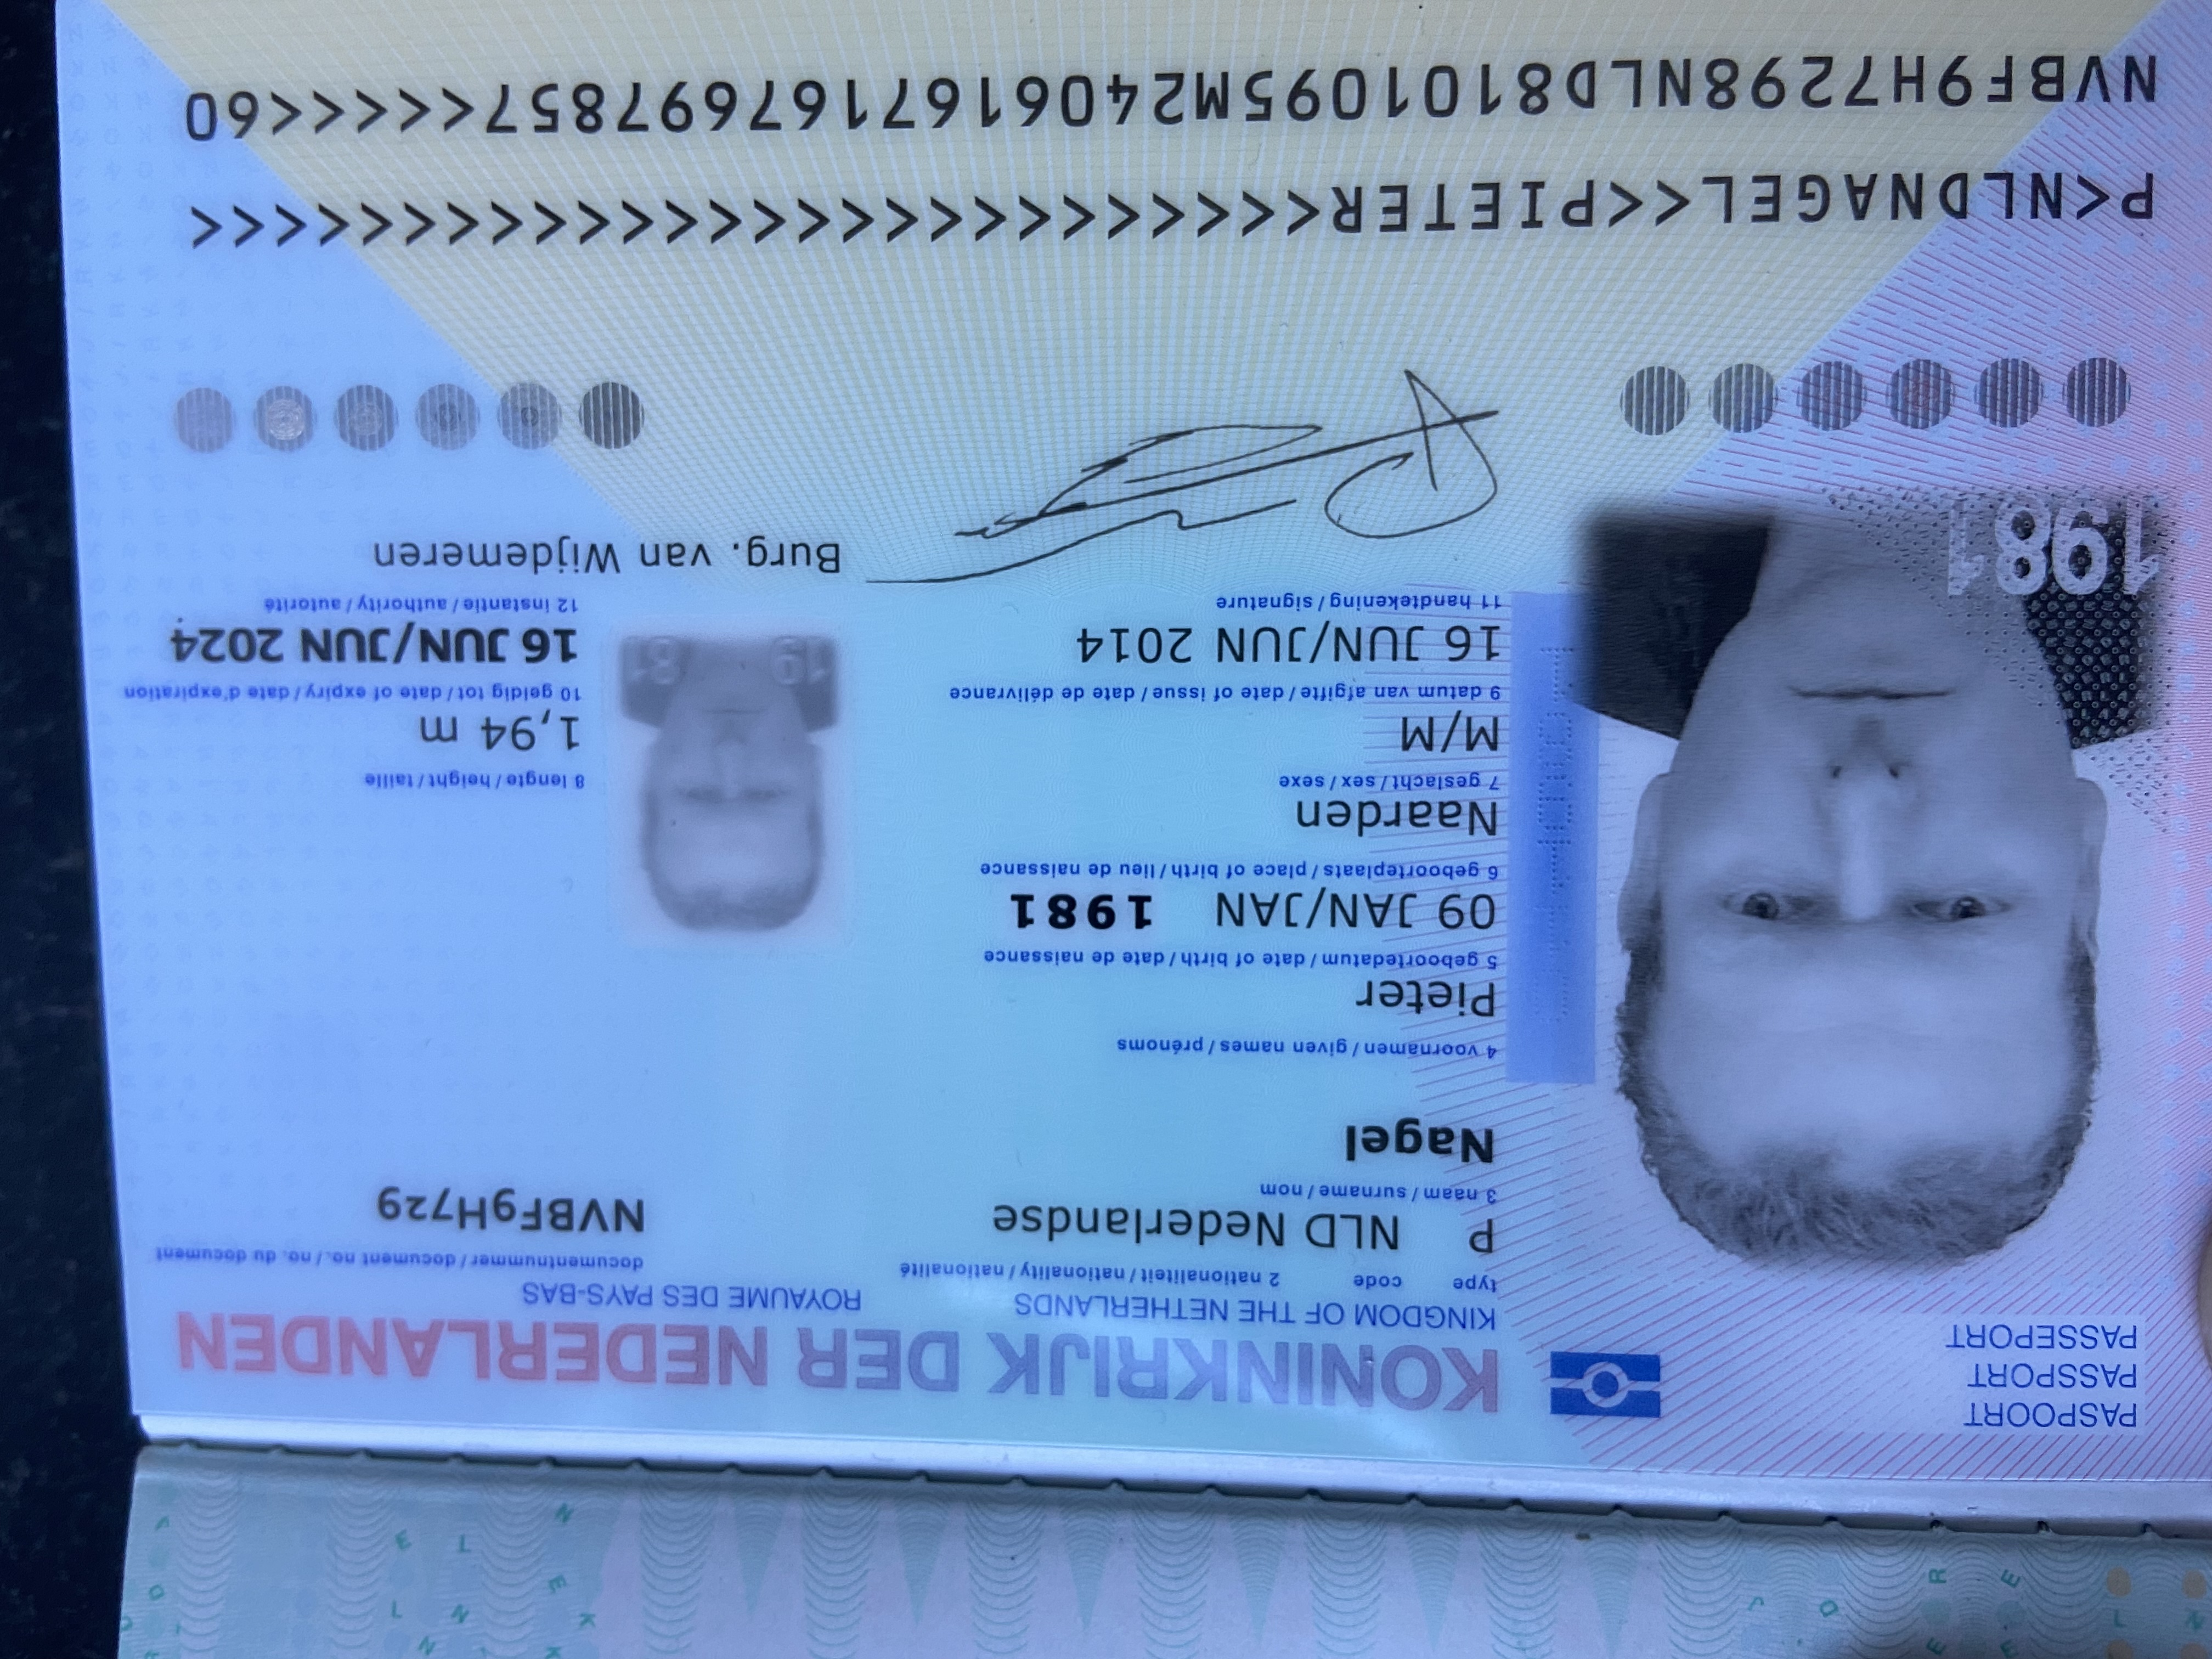 PASPOORT
PASSPORT
PASSEPORT
KONINKRIJK DER NEDERLANDEN
KINGDOM OF THE NETHERLANDS ROYAUME DES PAYS-BAS
type code 2 nationaliteit / nationality / nationalité documentnummer / document no. / no. du document
P NLD Nederlandse NVBF9H729
3 naam / surname / nom
Nagel
4 voornamen / given names / prénoms
Pieter
5 geboortedatum / date of birth / date de naissance
09 JAN/JAN 1981
6 geboorteplaats / place of birth / lieu de naissance
Naarden
7 geslacht / sex / sexe 8 lengte / height / taille
M/M 1,94 m
9 datum van afgifte / date of issue / date de délivrance 10 geldig tot / date of expiry / date d'expiration
16 JUN/JUN 2014 16 JUN/JUN 2024
11 handtekening / signature 12 instantie / authority / autorité
Burg. van Wijdemeren
1981
19 81
P<NLDNAGEL<<PIETER<<<<<<<<<<<<<<<<<<<<<<<<<<
NVBF9H7298NLD8101095M2406167167697857<<<<<60